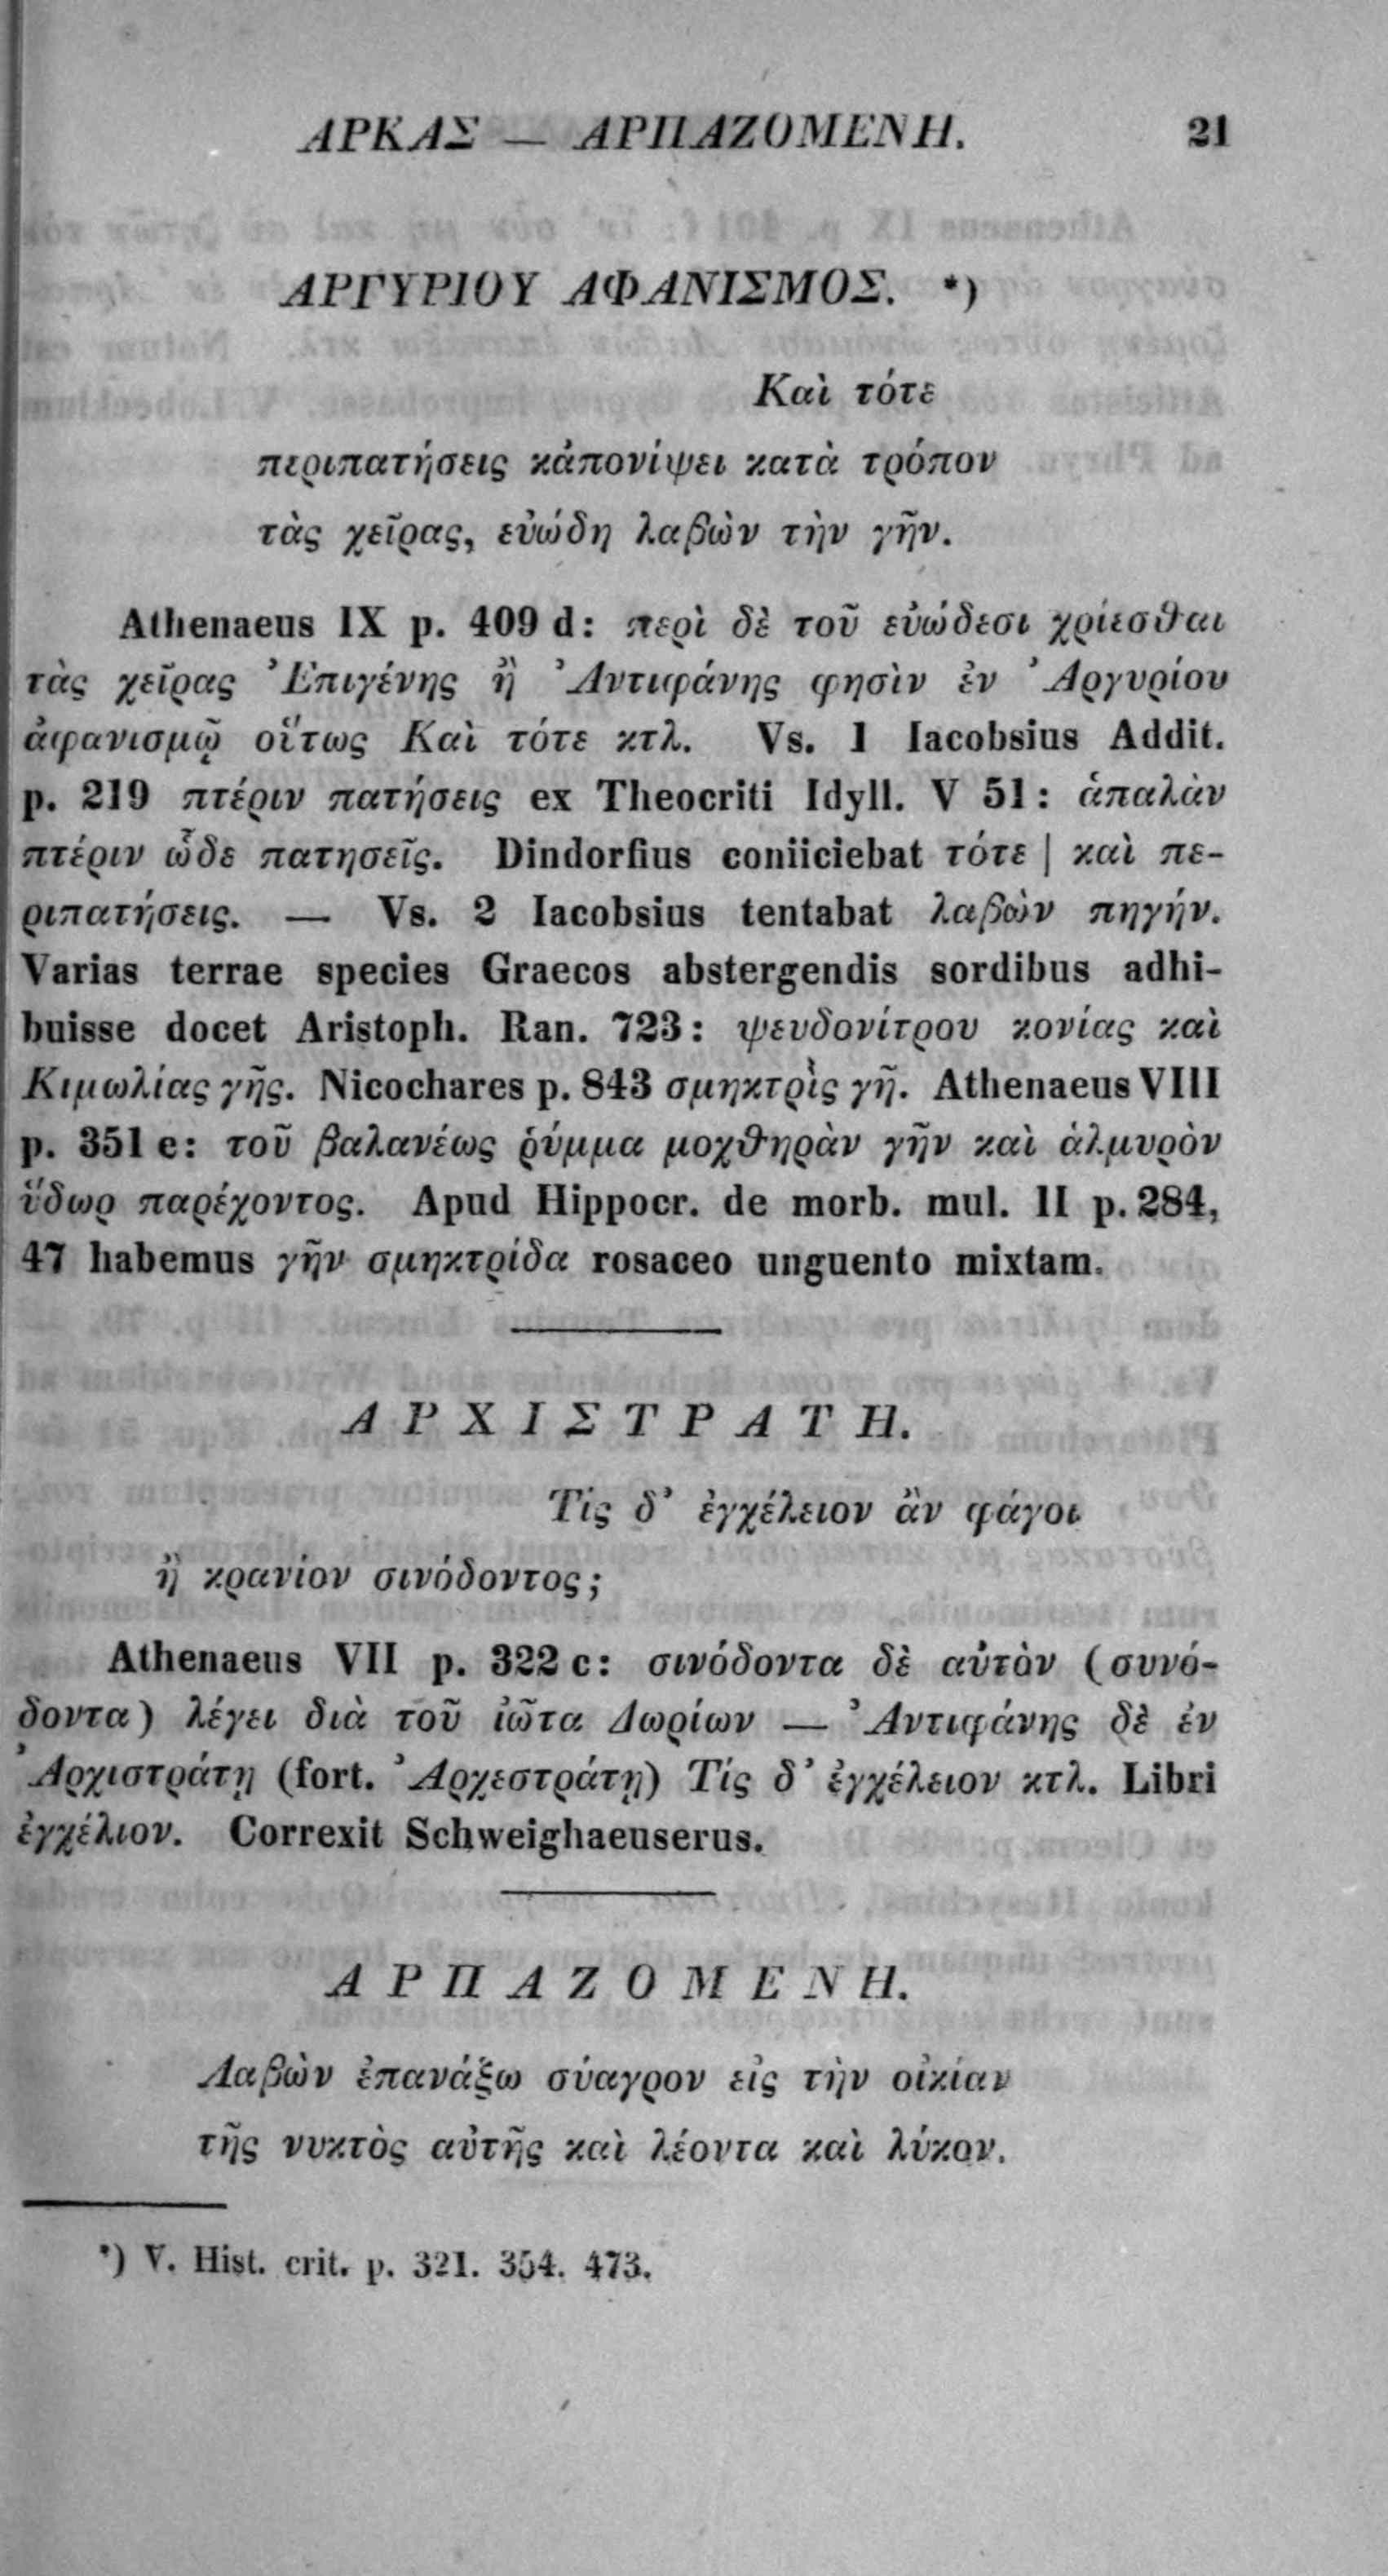 ΑΡΚΑΣ — ΑΡΠΑΖΟΜΕΝΗ. 21
ΑΡΓΥΡΙΟΥ ΑΦΑΝΙΣΜΟΣ. *)
Καὶ τότε
περιπατήσεις κἀπονίψει κατὰ τρόπον
τὰς χεῖρας, εὐώδη λαβὼν τὴν γῆν.
Athenaeus IX p. 409 d: περὶ δὲ τοῦ εὐώδεσι χρίεσθαι
τὰς χεῖρας Ἐπιγένης ἢ Ἀντιφάνης φησὶν ἐν Ἀργυρίου
ἀφανισμῷ οὕτως Καὶ τότε κτλ. Vs. 1 Iacobsius Addit.
p. 219 πτέριν πατήσεις ex Theocriti Idyll. V 51: ἁπαλὰν
πτέριν ὧδε πατησεῖς. Dindorfius coniiciebat τότε | καὶ πε-
ριπατήσεις. — Vs. 2 Iacobsius tentabat λαβὼν πηγήν.
Varias terrae species Graecos abstergendis sordibus adhi-
buisse docet Aristoph. Ran. 723: ψευδονίτρου κονίας καὶ
Κιμωλίας γῆς. Nicochares p. 843 σμηκτρὶς γῆ. Athenaeus VIII
p. 351 e: τοῦ βαλανέως ῥύμμα μοχθηρὰν γῆν καὶ ἁλμυρὸν
ὕδωρ παρέχοντος. Apud Hippocr. de morb. mul. II p. 284,
47 habemus γῆν σμηκτρίδα rosaceo unguento mixtam.
ΑΡΧΙΣΤΡΑΤΗ.
Τίς δ' ἐγχέλειον ἂν φάγοι
ἢ κρανίον σινόδοντος;
Athenaeus VII p. 322 c: σινόδοντα δὲ αὐτὸν (συνό-
δοντα) λέγει διὰ τοῦ ἰῶτα Δωρίων — Ἀντιφάνης δὲ ἐν
Ἀρχιστράτῃ (fort. Ἀρχεστράτῃ) Τίς δ' ἐγχέλειον κτλ. Libri
ἐγχέλιον. Correxit Schweighaeuserus.
ΑΡΠΑΖΟΜΕΝΗ.
Λαβὼν ἐπανάξω σύαγρον εἰς τὴν οἰκίαν
τῆς νυκτὸς αὐτῆς καὶ λέοντα καὶ λύκον.
*) V. Hist. crit. p. 321. 354. 473.